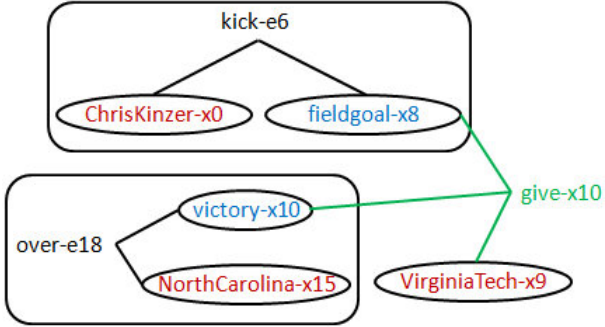 kick-e6
ChrisKinzer-x0 fieldgoal-x8
give-x10
victory-x10
over-e18
NorthCarolina-x15 VirginiaTech-x9